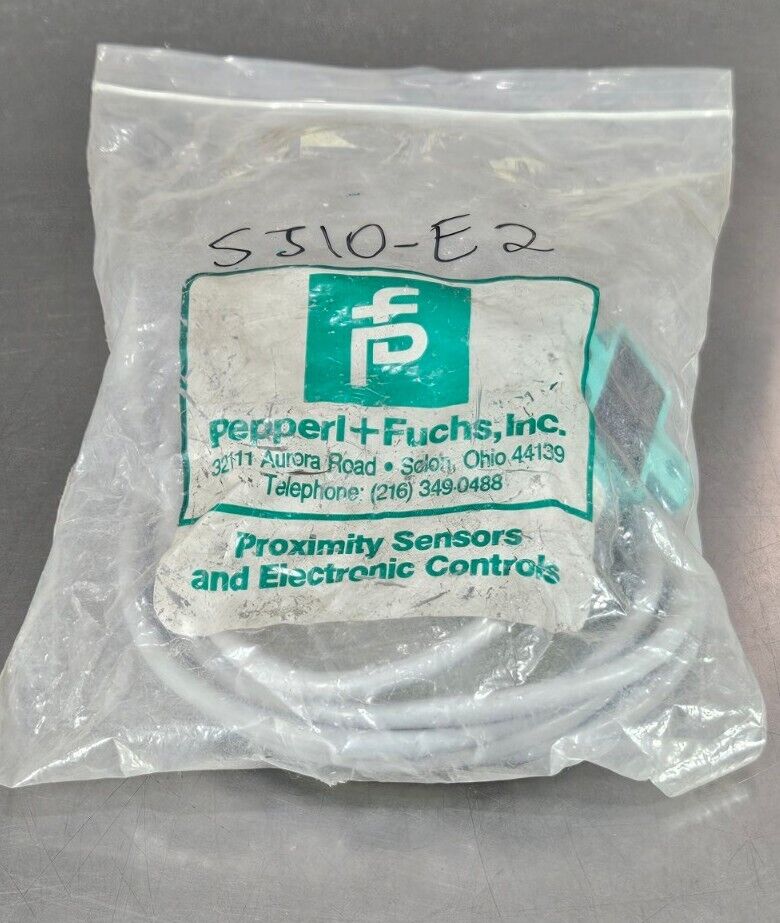 SJ10-E2
Pepperl+Fuchs, Inc.
32111 Aurora Road • Solon, Ohio 44139
Telephone: (216) 349-0488
Proximity Sensors
and Electronic Controls